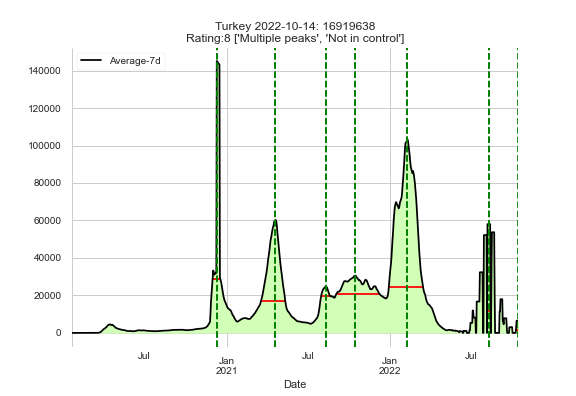 Turkey 2022-10-14: 16919638
Rating:8 ['Multiple peaks', 'Not in control']
Average-7d
140000
120000
100000
80000
60000
40000
20000
0
Jul
Jan
2021
Jul
Jan
2022
Jul
Date